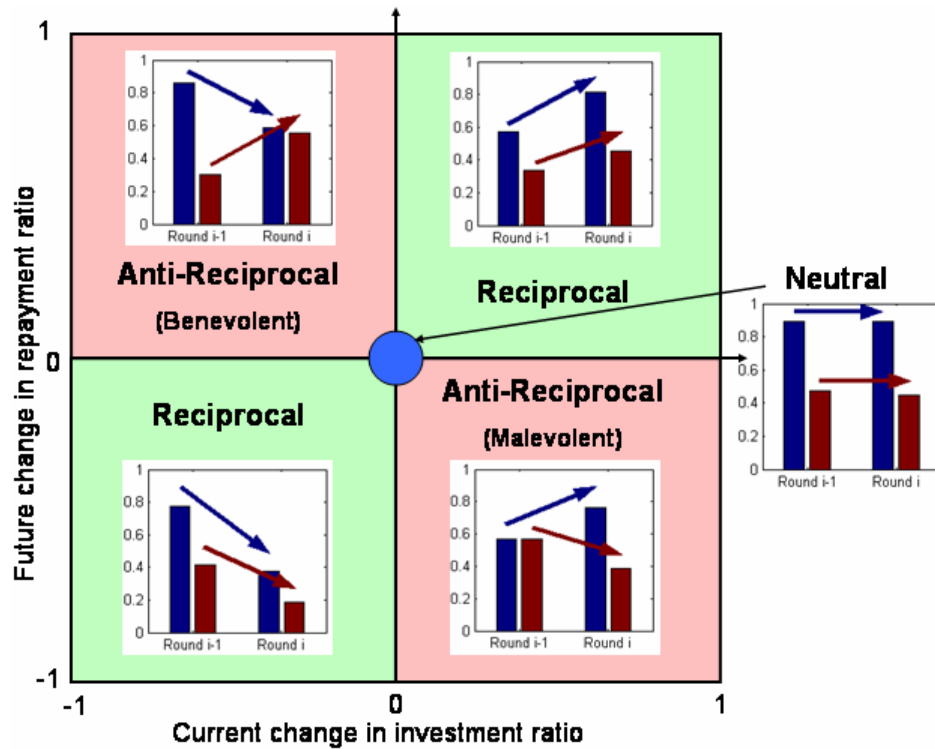 1
1
0.8
0.6
0.4
0.2
0
Round i-1 Round i
Anti-Reciprocal
(Benevolent)
1
0.8
0.6
0.4
0.2
0
Round i-1 Round i
Reciprocal
Neutral
1
0.8
0.6
0.4
0.2
0
Round i-1 Round i
Future change in repayment ratio
0
Reciprocal
1
0.8
0.6
0.4
0.2
0
Round i-1 Round i
Anti-Reciprocal
(Malevolent)
1
0.8
0.6
0.4
0.2
0
Round i-1 Round i
-1
-1 0 1
Current change in investment ratio